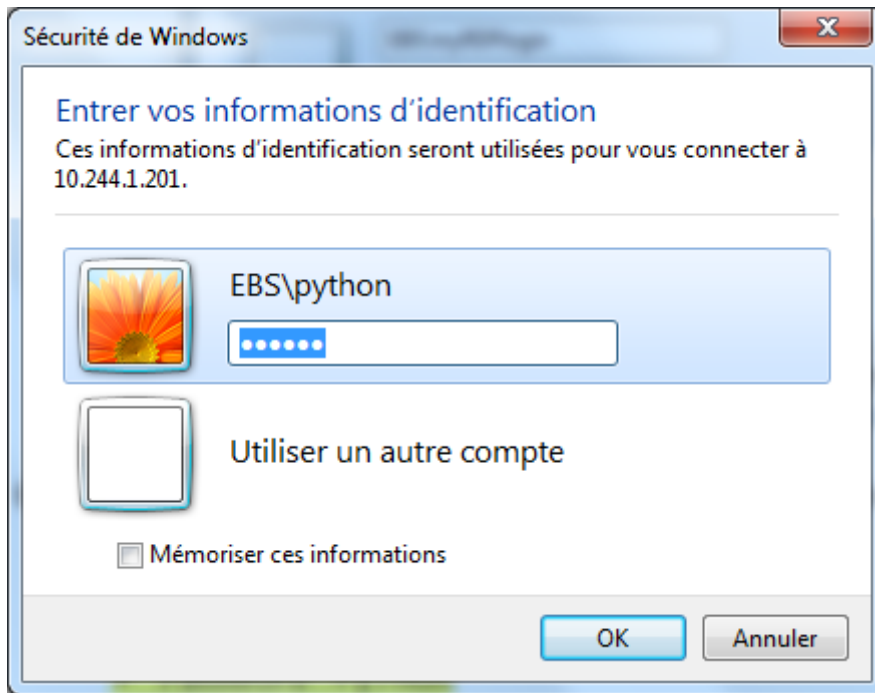 Sécurité de Windows
Entrer vos informations d'identification
Ces informations d'identification seront utilisées pour vous connecter à
10.244.1.201.
EBS\python
••••••
Utiliser un autre compte
Mémoriser ces informations
OK
Annuler